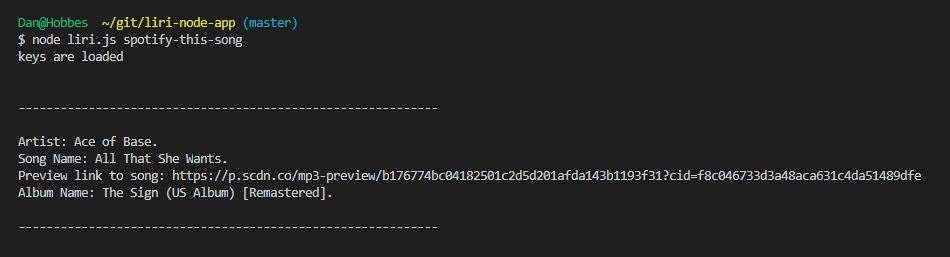 Dan@Hobbes ~/git/liri-node-app (master)
$ node liri.js spotify-this-song
keys are loaded
------------------------------------------------------------
Artist: Ace of Base.
Song Name: All That She Wants.
Preview link to song: https://p.scdn.co/mp3-preview/b176774bc04182501c2d5d201afda143b1193f31?cid=f8c046733d3a48aca631c4da51489dfe
Album Name: The Sign (US Album) [Remastered].
------------------------------------------------------------